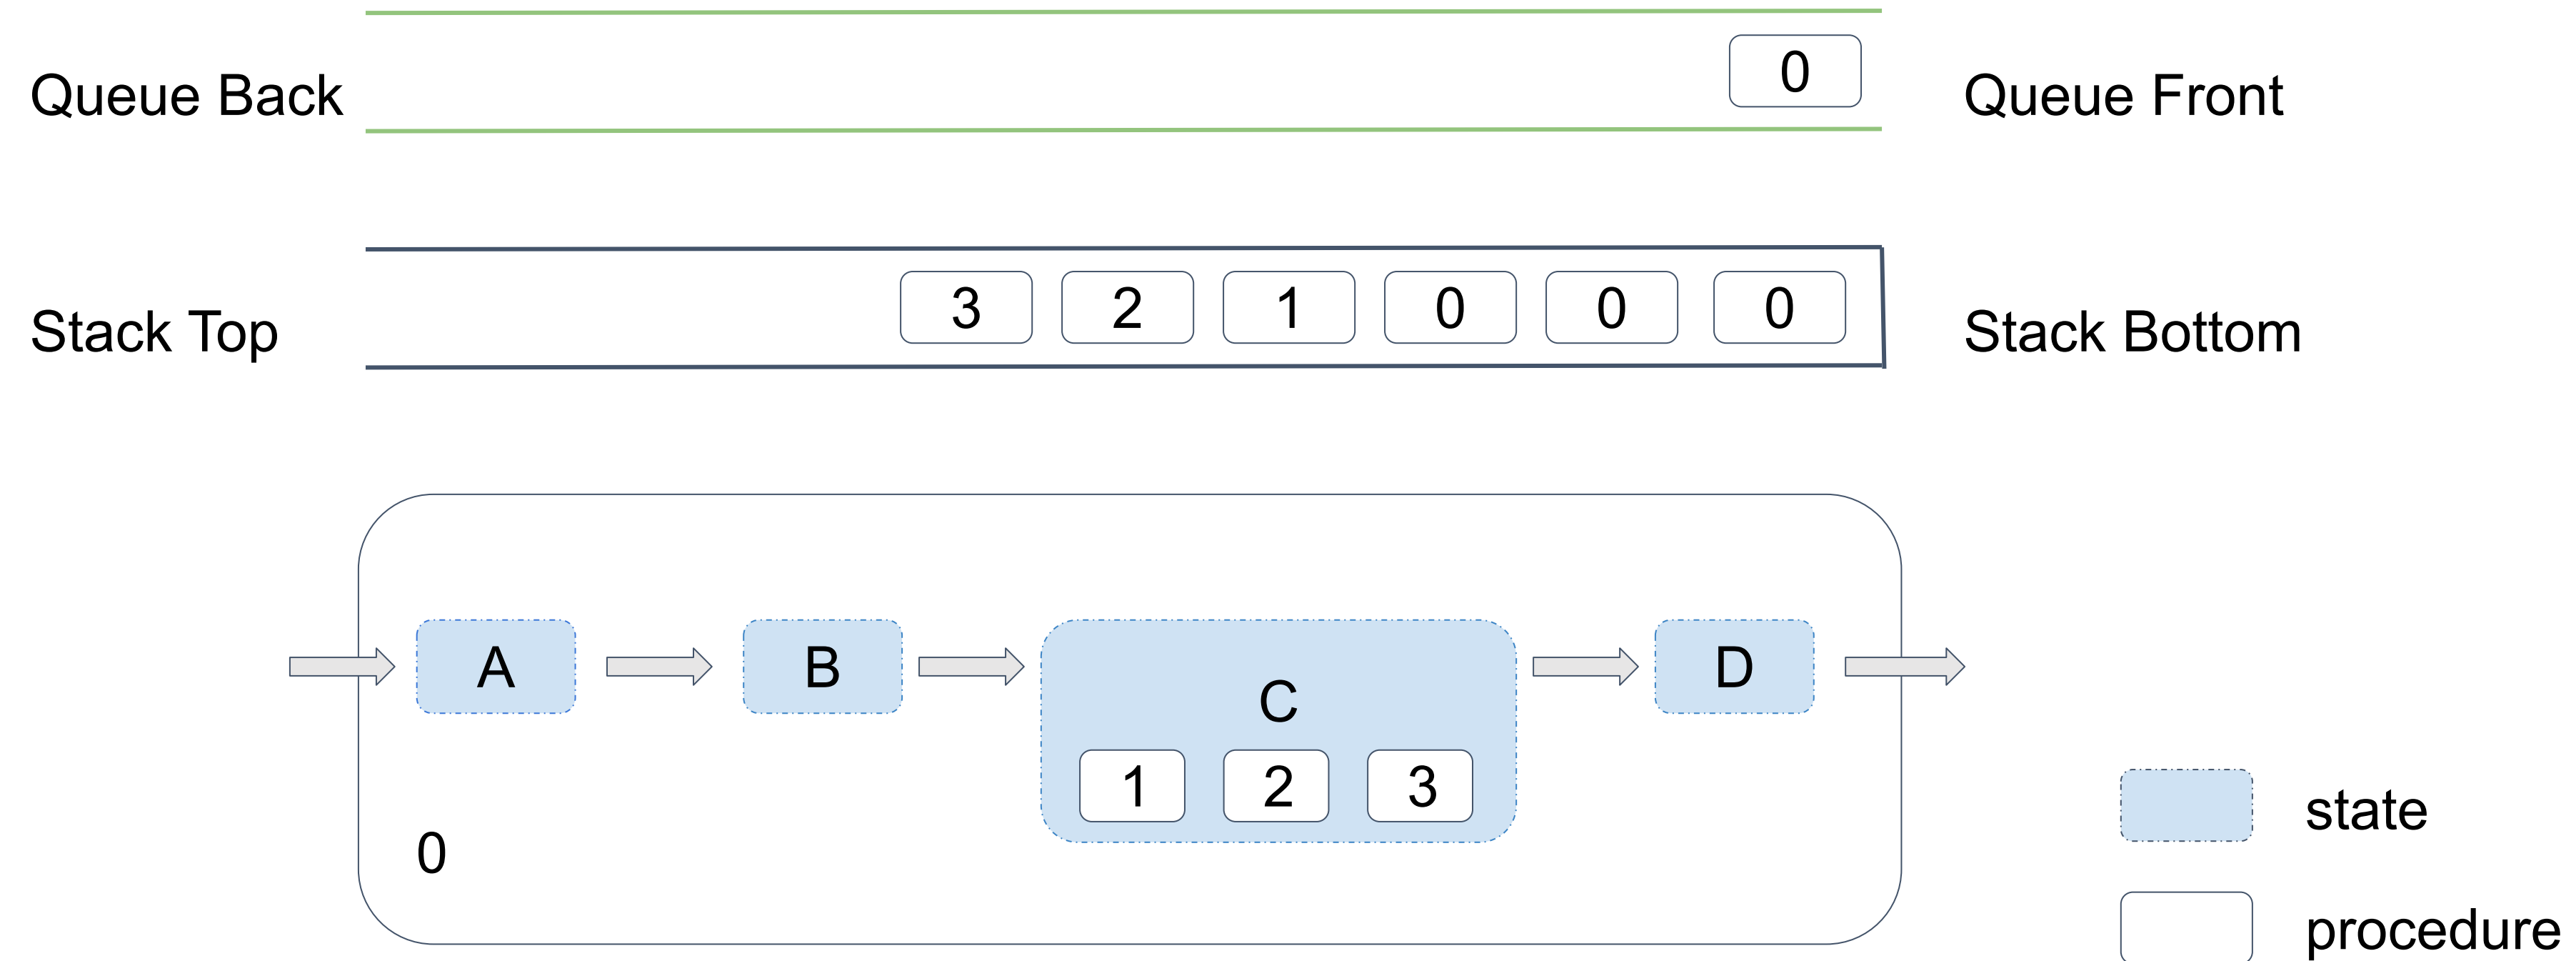 0
Queue Back
Queue Front
3 2 1 0 0 0
Stack Top
Stack Bottom
A
B
C
D
1 2 3
0
state
procedure